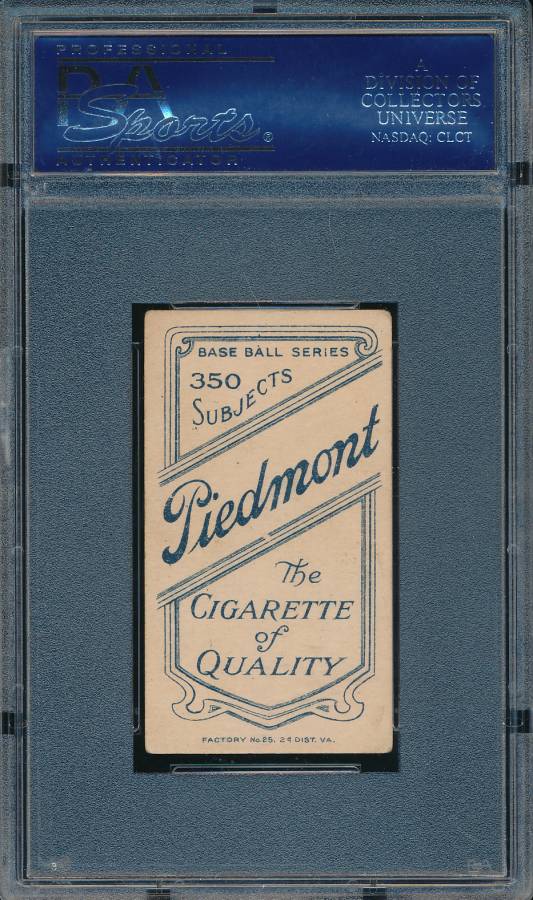 PROFESSIONAL
PSA
Sports®
AUTHENTICATOR
A
DIVISION OF
COLLECTORS
UNIVERSE
NASDAQ: CLCT
BASE BALL SERIES
350
SUBJECTS
Piedmont
The
CIGARETTE
of
QUALITY
FACTORY No. 25, 2d DIST. VA.